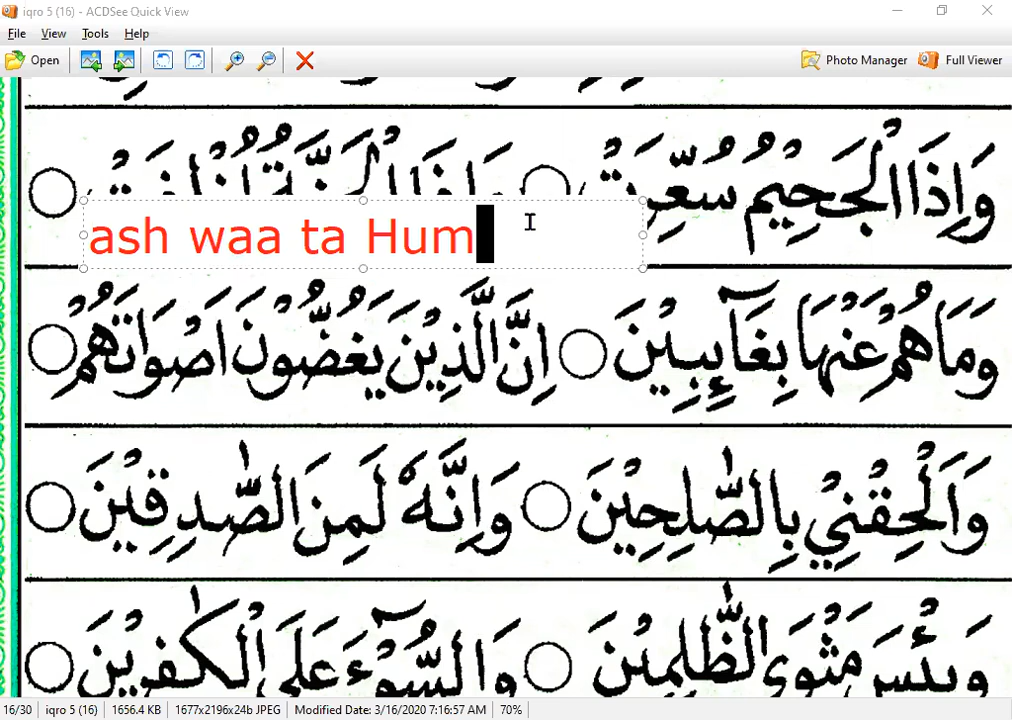 iqro 5 (16) - ACDSee Quick View
File View Tools Help
Open Photo Manager Full Viewer
وَاِذَا الْجَحِيْمُ سُعِّرَتْ وَاِذَا الْجَنَّةُ اُزْلِفَتْ
ash waa ta Hum
وَمَا هُمْ عَنْهَا بِغَآىِٕبِيْنَ اِنَّ الَّذِيْنَ يَغُضُّوْنَ اَصْوَاتَهُمْ
وَاَلْحِقْنِيْ بِالصّٰلِحِيْنَ وَاِنَّهٗ لَمِنَ الصّٰدِقِيْنَ
وَبِئْسَ مَثْوَى الظّٰلِمِيْنَ وَالسُّوْۤءَ عَلَى الْكٰفِرِيْنَ
16/30 iqro 5 (16) 1656.4 KB 1677x2196x24b JPEG Modified Date: 3/16/2020 7:16:57 AM 70%